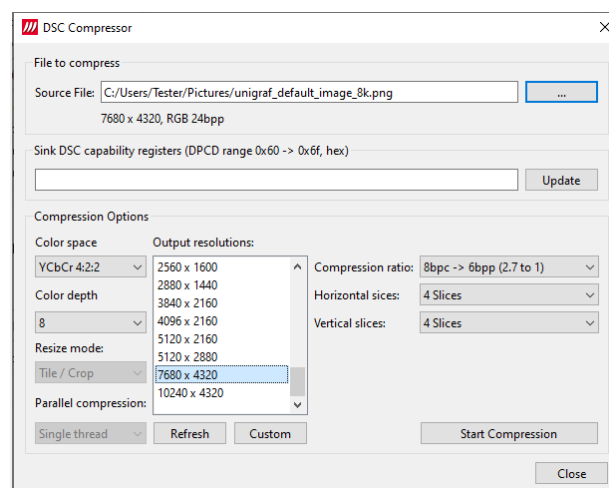 DSC Compressor
File to compress
Source File: C:/Users/Tester/Pictures/unigraf_default_image_8k.png ...
7680 x 4320, RGB 24bpp
Sink DSC capability registers (DPCD range 0x60 -> 0x6f, hex)
Update
Compression Options
Color space
YCbCr 4:2:2
Color depth
8
Resize mode:
Tile / Crop
Parallel compression:
Single thread
Output resolutions:
2560 x 1600
2880 x 1440
3840 x 2160
4096 x 2160
5120 x 2160
5120 x 2880
7680 x 4320
10240 x 4320
Refresh Custom
Compression ratio: 8bpc -> 6bpp (2.7 to 1)
Horizontal sices: 4 Slices
Vertical slices: 4 Slices
Start Compression
Close